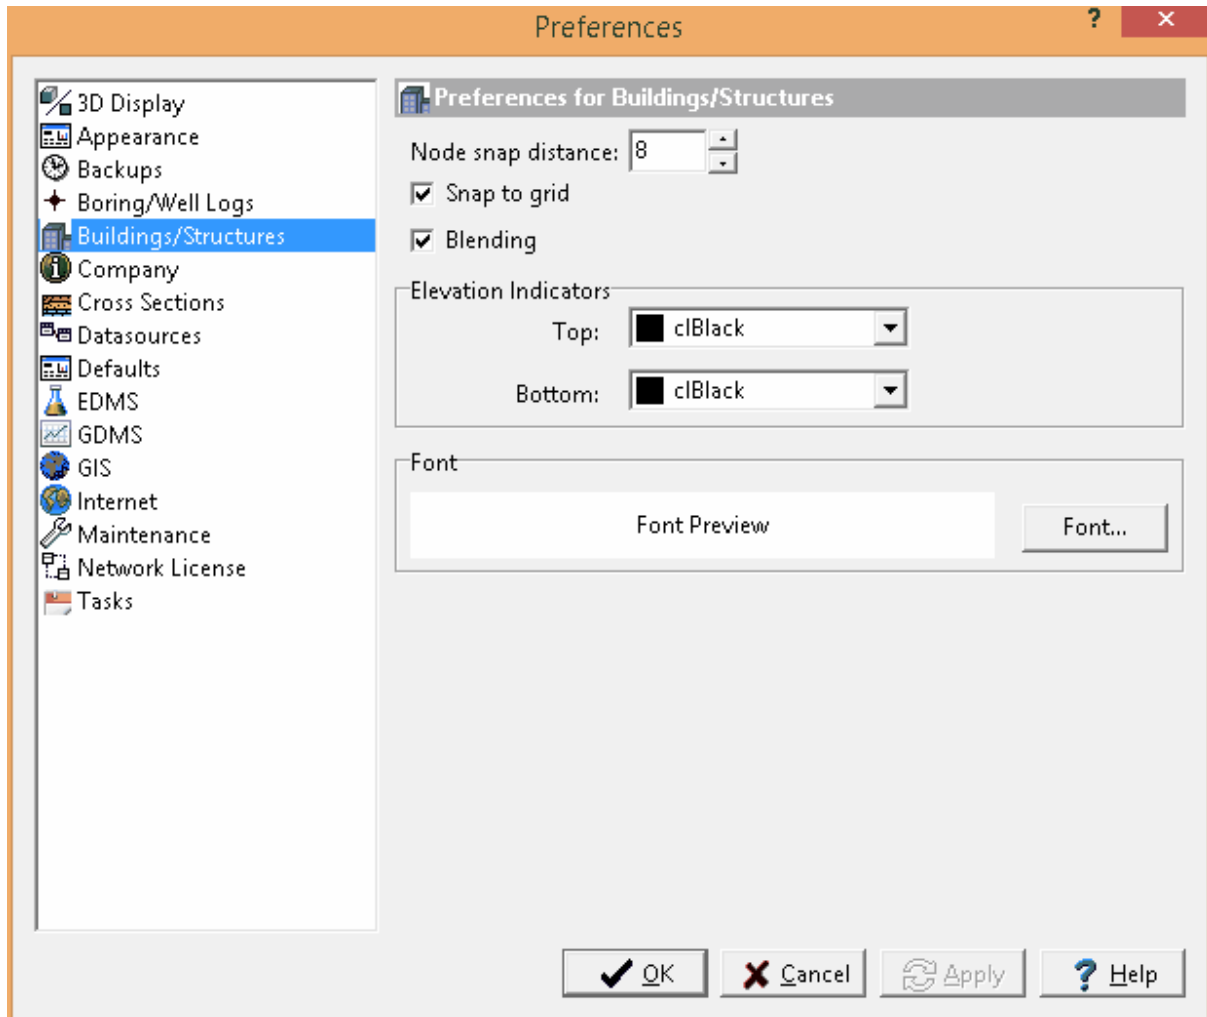 Preferences
?
3D Display
Appearance
Backups
Boring/Well Logs
Buildings/Structures
Company
Cross Sections
Datasources
Defaults
EDMS
GDMS
GIS
Internet
Maintenance
Network License
Tasks
Preferences for Buildings/Structures
Node snap distance: 8
Snap to grid
Blending
Elevation Indicators
Top: clBlack
Bottom: clBlack
Font
Font Preview Font...
OK Cancel Apply Help